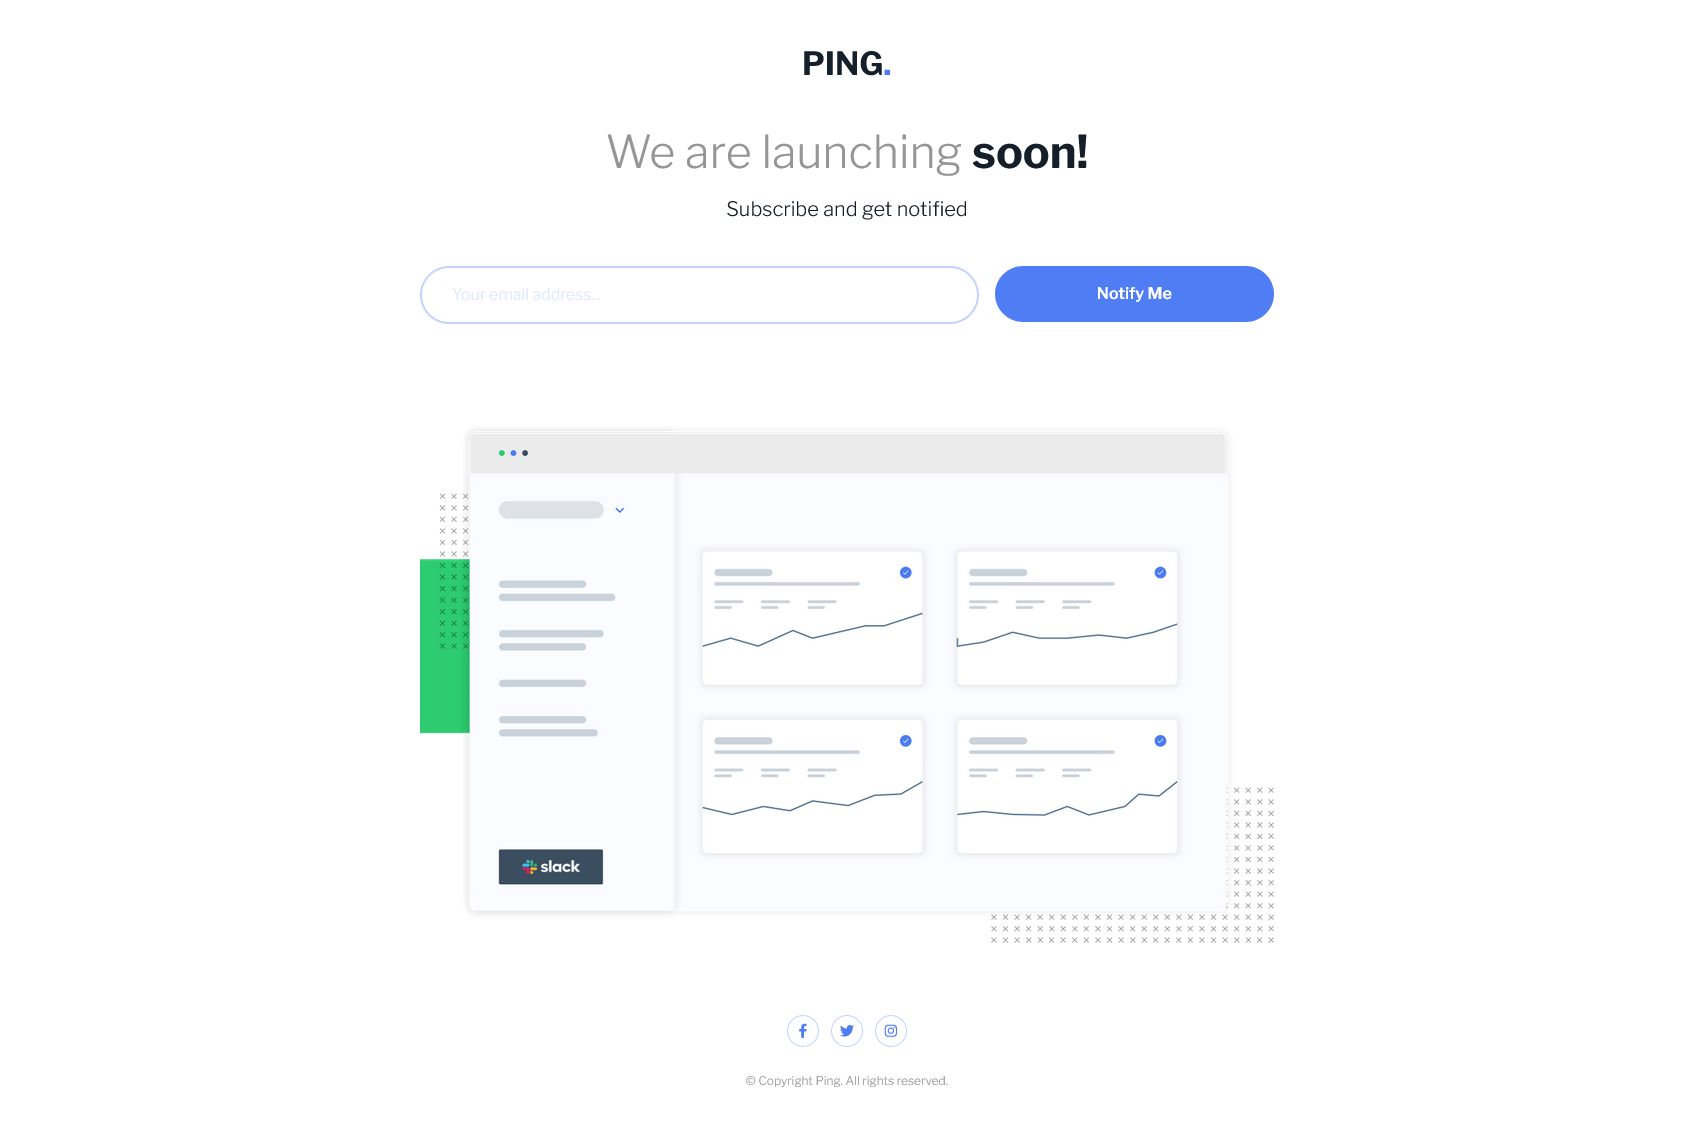 PING.
We are launching soon!
Subscribe and get notified
Your email address...
Notify Me
slack
© Copyright Ping. All rights reserved.